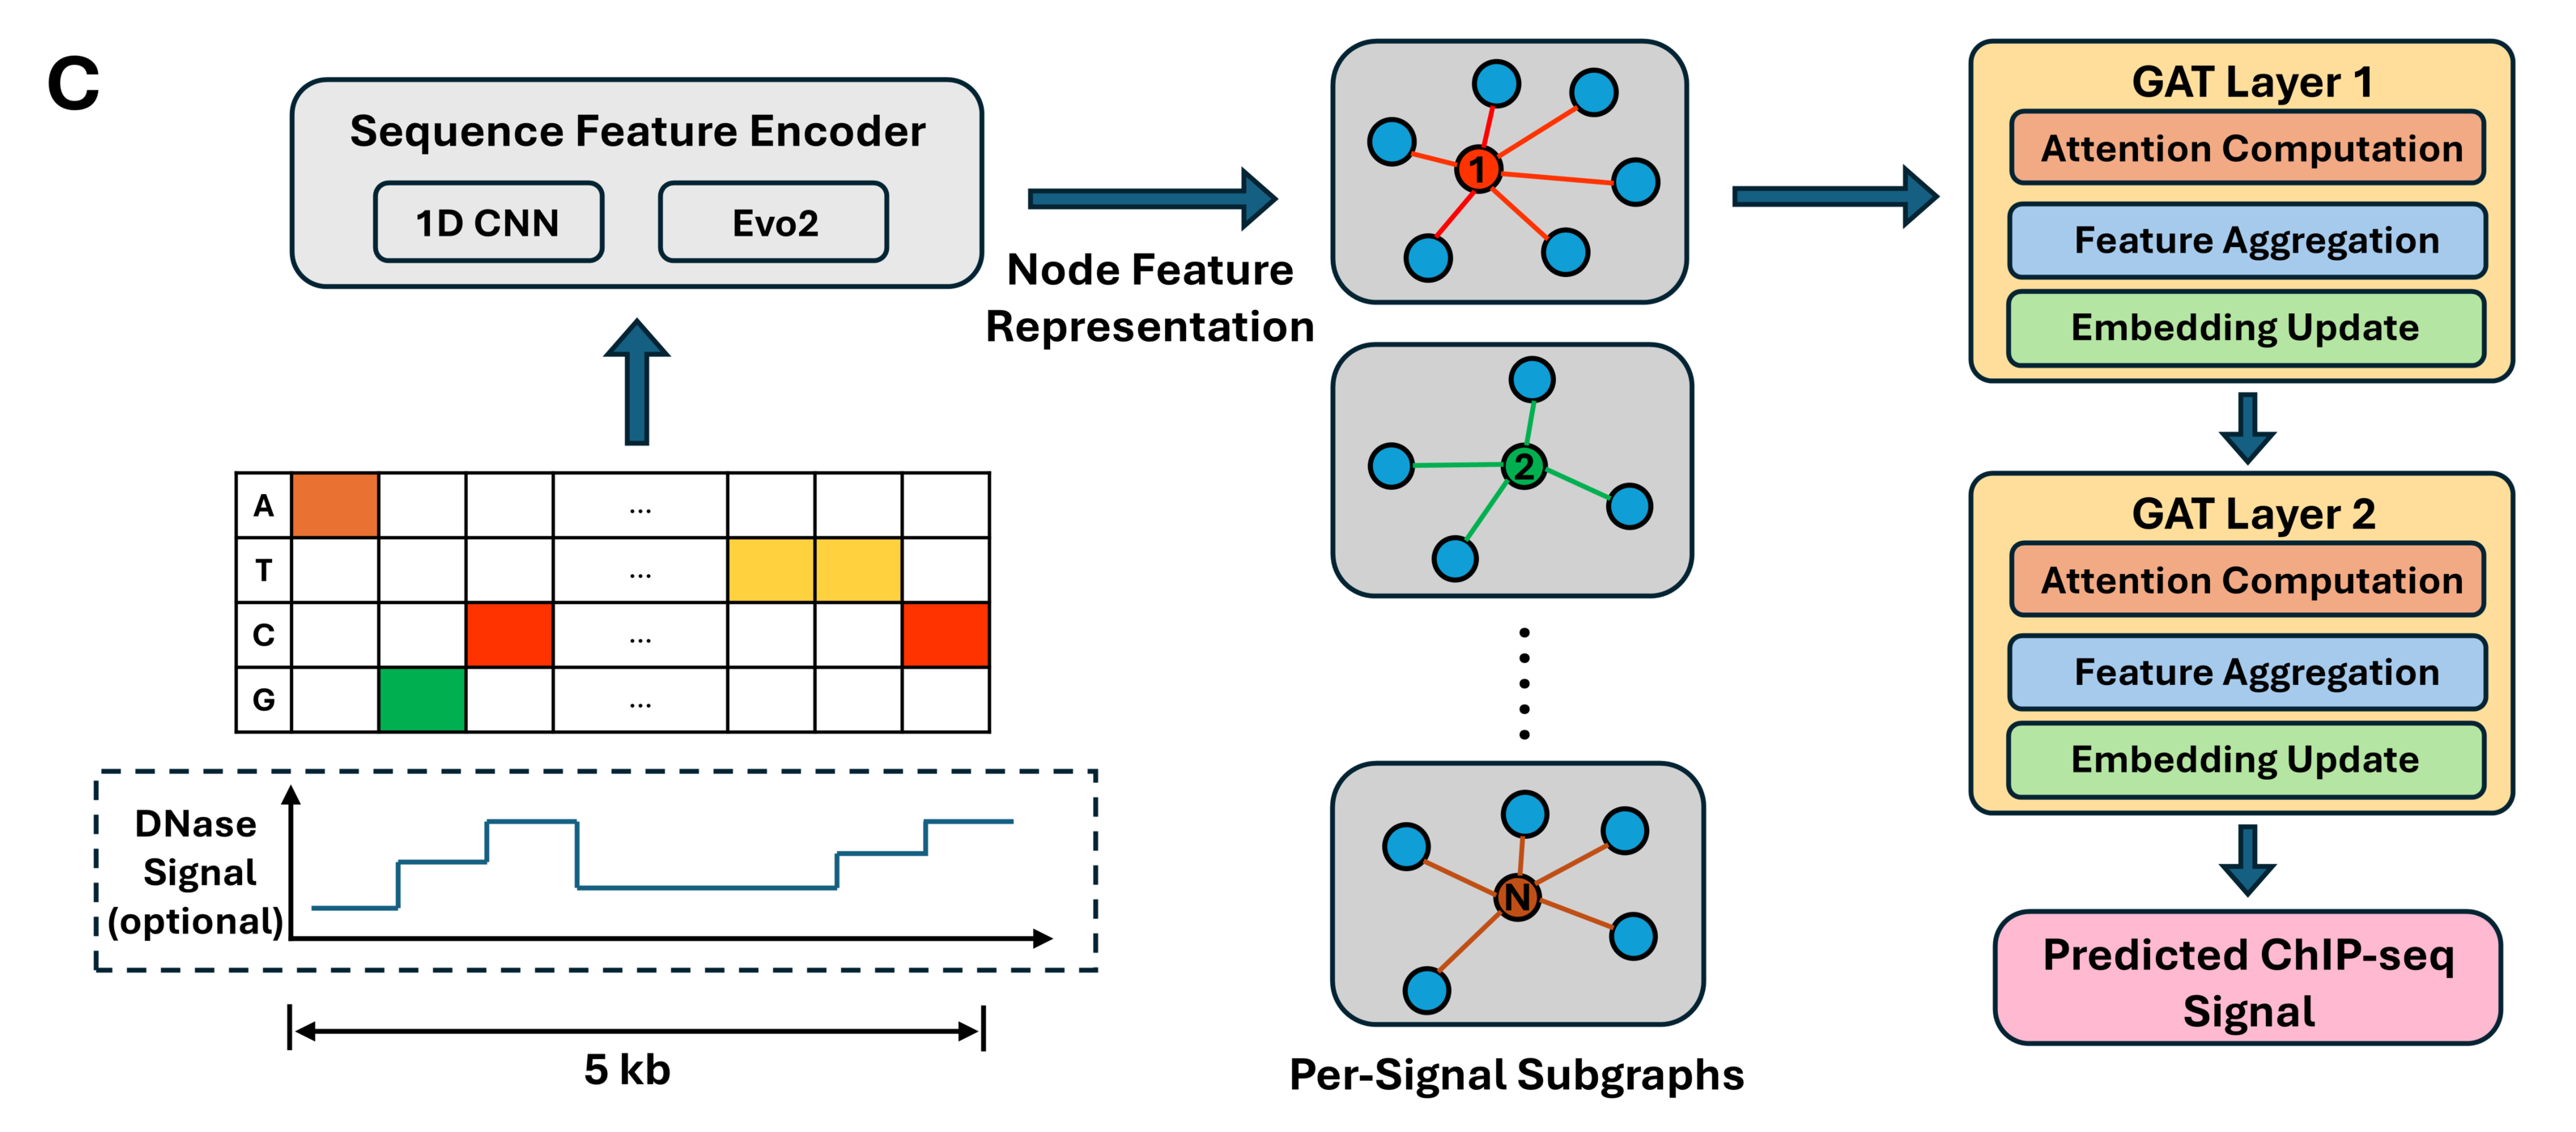 C
Sequence Feature Encoder
1D CNN
Evo2
Node Feature
Representation
A
...
T
...
C
...
G
...
DNase
Signal
(optional)
5 kb
1
2
N
Per-Signal Subgraphs
GAT Layer 1
Attention Computation
Feature Aggregation
Embedding Update
GAT Layer 2
Attention Computation
Feature Aggregation
Embedding Update
Predicted ChIP-seq
Signal